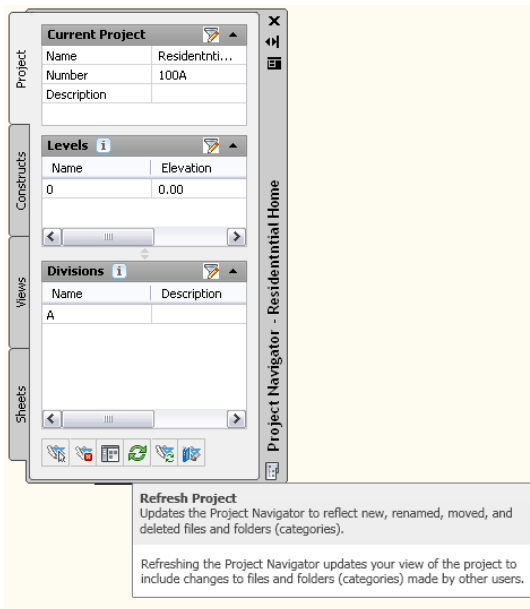 Project
Constructs
Views
Sheets
Current Project
Name Residentnti...
Number 100A
Description
Levels i
Name Elevation
0 0.00
Divisions i
Name Description
A
Project Navigator - Residentntial Home
Refresh Project
Updates the Project Navigator to reflect new, renamed, moved, and
deleted files and folders (categories).
Refreshing the Project Navigator updates your view of the project to
include changes to files and folders (categories) made by other users.